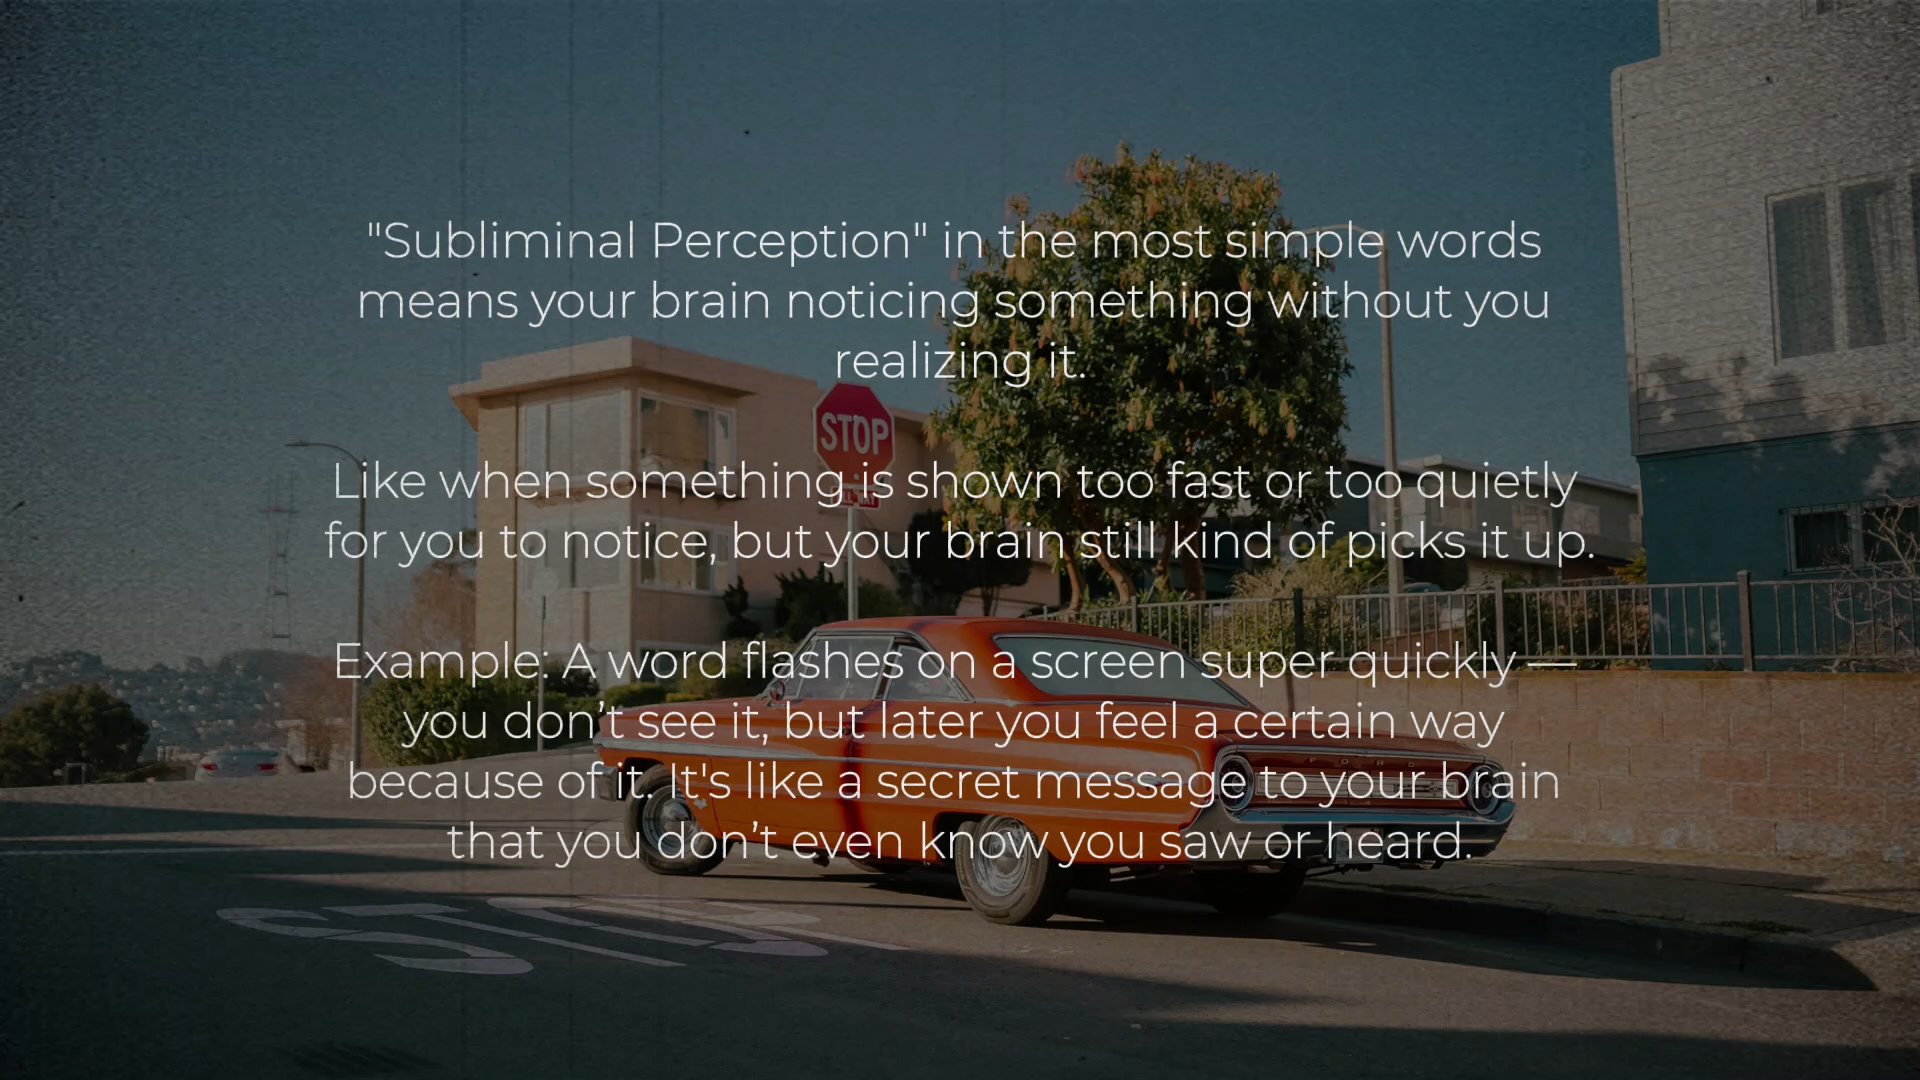 "Subliminal Perception" in the most simple words
means your brain noticing something without you
realizing it.
STOP
Like when something is shown too fast or too quietly
for you to notice, but your brain still kind of picks it up.
Example: A word flashes on a screen super quickly —
you don’t see it, but later you feel a certain way
because of it. It's like a secret message to your brain
that you don’t even know you saw or heard.
FORD
STOP